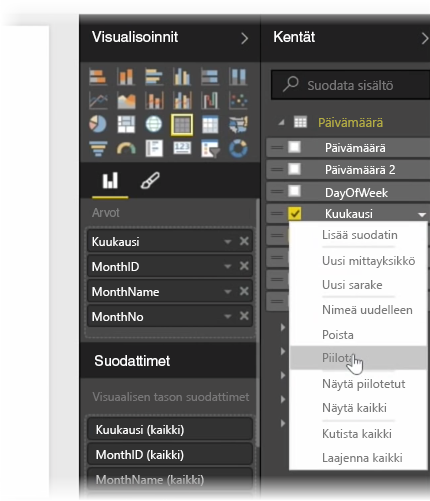 Visualisoinnit
Arvot
Kuukausi
MonthID
MonthName
MonthNo
Suodattimet
Visuaalisen tason suodattimet
Kuukausi (kaikki)
MonthID (kaikki)
MonthName (kaikki)
Kentät
Suodata sisältö
Päivämäärä
Päivämäärä
Päivämäärä 2
DayOfWeek
Kuukausi
Lisää suodatin
Uusi mittayksikkö
Uusi sarake
Nimeä uudelleen
Poista
Piilota
Näytä piilotetut
Näytä kaikki
Kutista kaikki
Laajenna kaikki